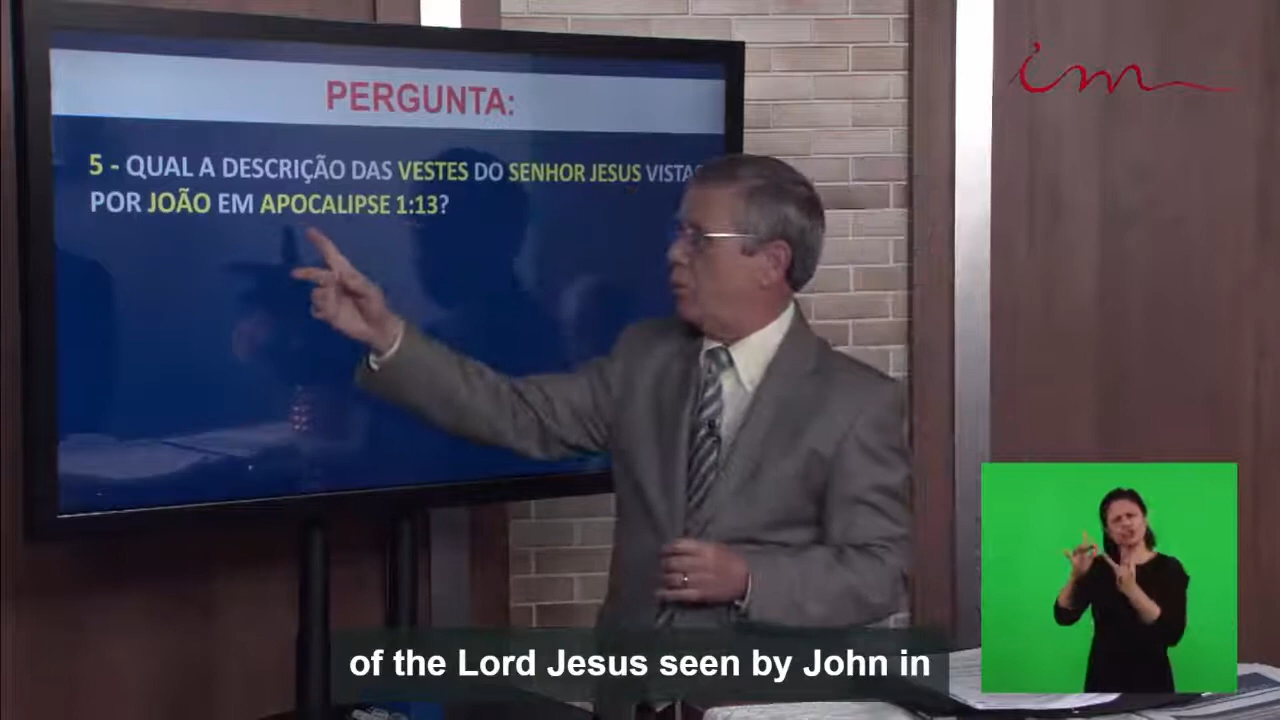 PERGUNTA:
im
5 - QUAL A DESCRIÇÃO DAS VESTES DO SENHOR JESUS VISTAS
POR JOÃO EM APOCALIPSE 1:13?
of the Lord Jesus seen by John in